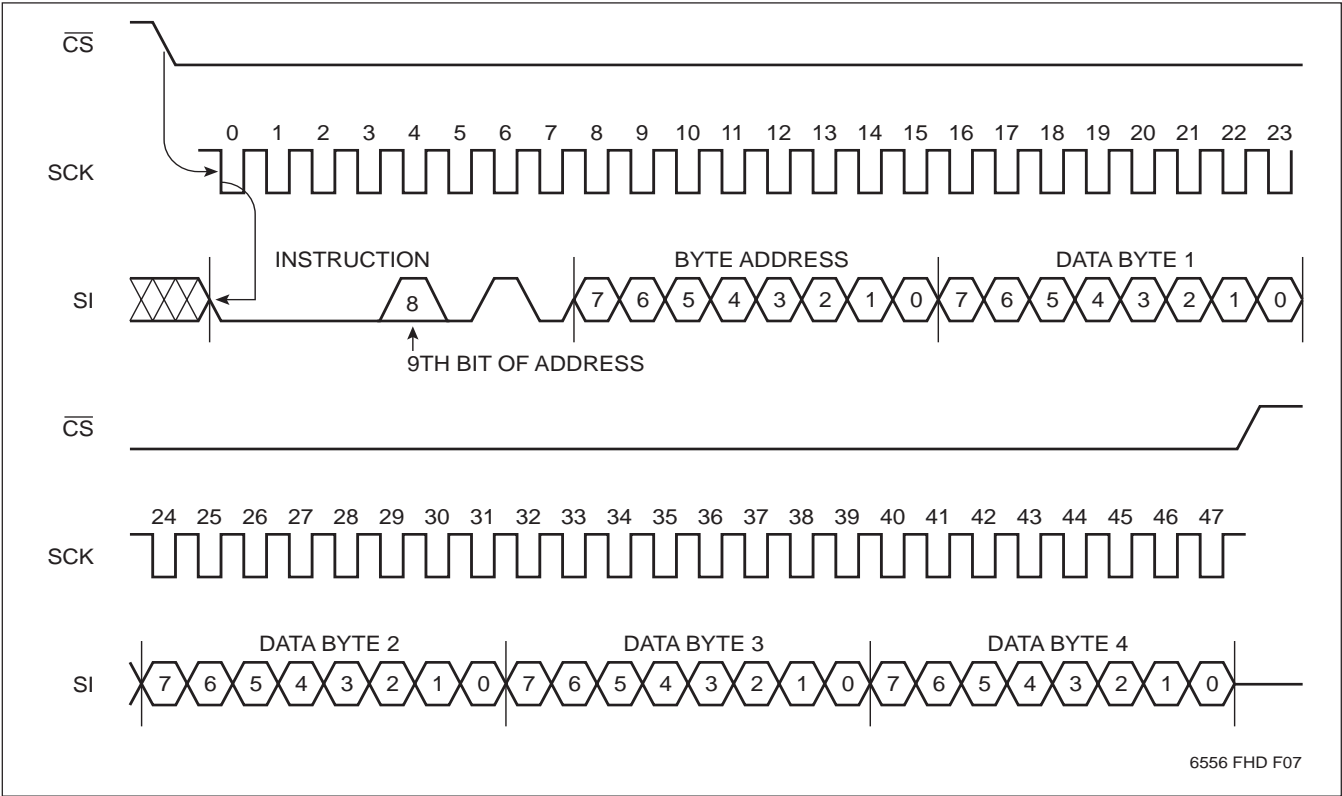 CS
0 1 2 3 4 5 6 7 8 9 10 11 12 13 14 15 16 17 18 19 20 21 22 23
SCK
INSTRUCTION BYTE ADDRESS DATA BYTE 1
SI 8 7 6 5 4 3 2 1 0 7 6 5 4 3 2 1 0
9TH BIT OF ADDRESS
CS
24 25 26 27 28 29 30 31 32 33 34 35 36 37 38 39 40 41 42 43 44 45 46 47
SCK
DATA BYTE 2 DATA BYTE 3 DATA BYTE 4
SI 7 6 5 4 3 2 1 0 7 6 5 4 3 2 1 0 7 6 5 4 3 2 1 0
6556 FHD F07